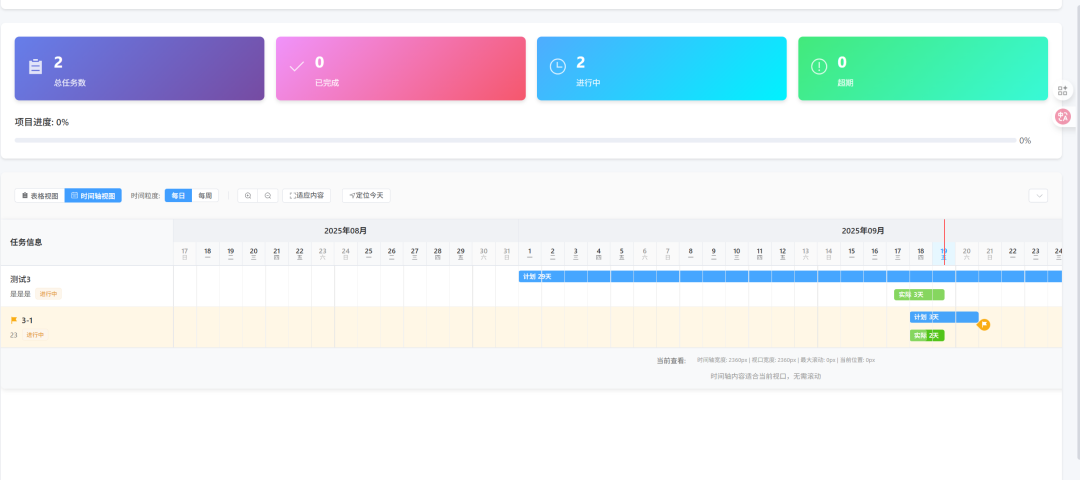 2
总任务数
0
已完成
2
进行中
0
超期
项目进度: 0%
0%
表格视图 时间轴视图 时间粒度: 每日 每周 适应内容 定位今天
任务信息 2025年08月 2025年09月
17 18 19 20 21 22 23 24 25 26 27 28 29 30 31 1 2 3 4 5 6 7 8 9 10 11 12 13 14 15 16 17 18 19 20 21 22 23 24
日 一 二 三 四 五 六 日 一 二 三 四 五 六 日 一 二 三 四 五 六 日 一 二 三 四 五 六 日 一 二 三 四 五 六 日 一 二 三
测试3 计划 29天
是是是 进行中 实际 3天
3-1 计划 3天
23 进行中 实际 2天
当前查看: 时间轴宽度: 2360px | 视口宽度: 2360px | 最大滚动: 0px | 当前位置: 0px
时间轴内容适合当前视口，无需滚动